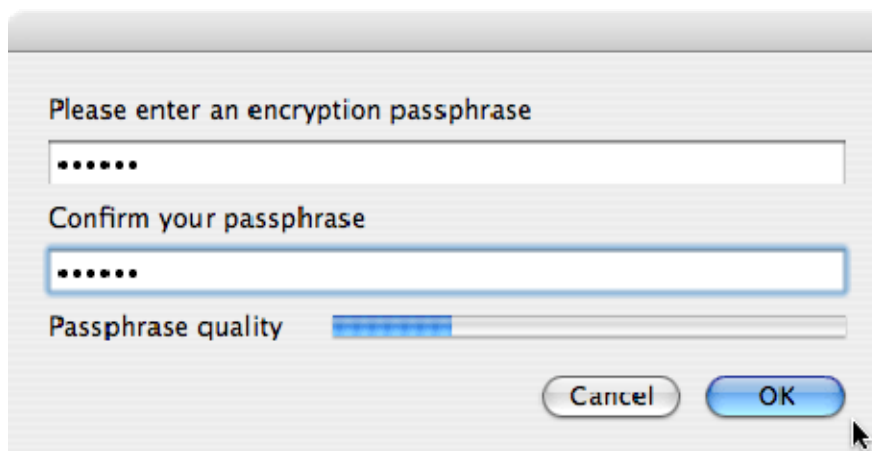 Please enter an encryption passphrase
••••••
Confirm your passphrase
••••••
Passphrase quality
Cancel OK